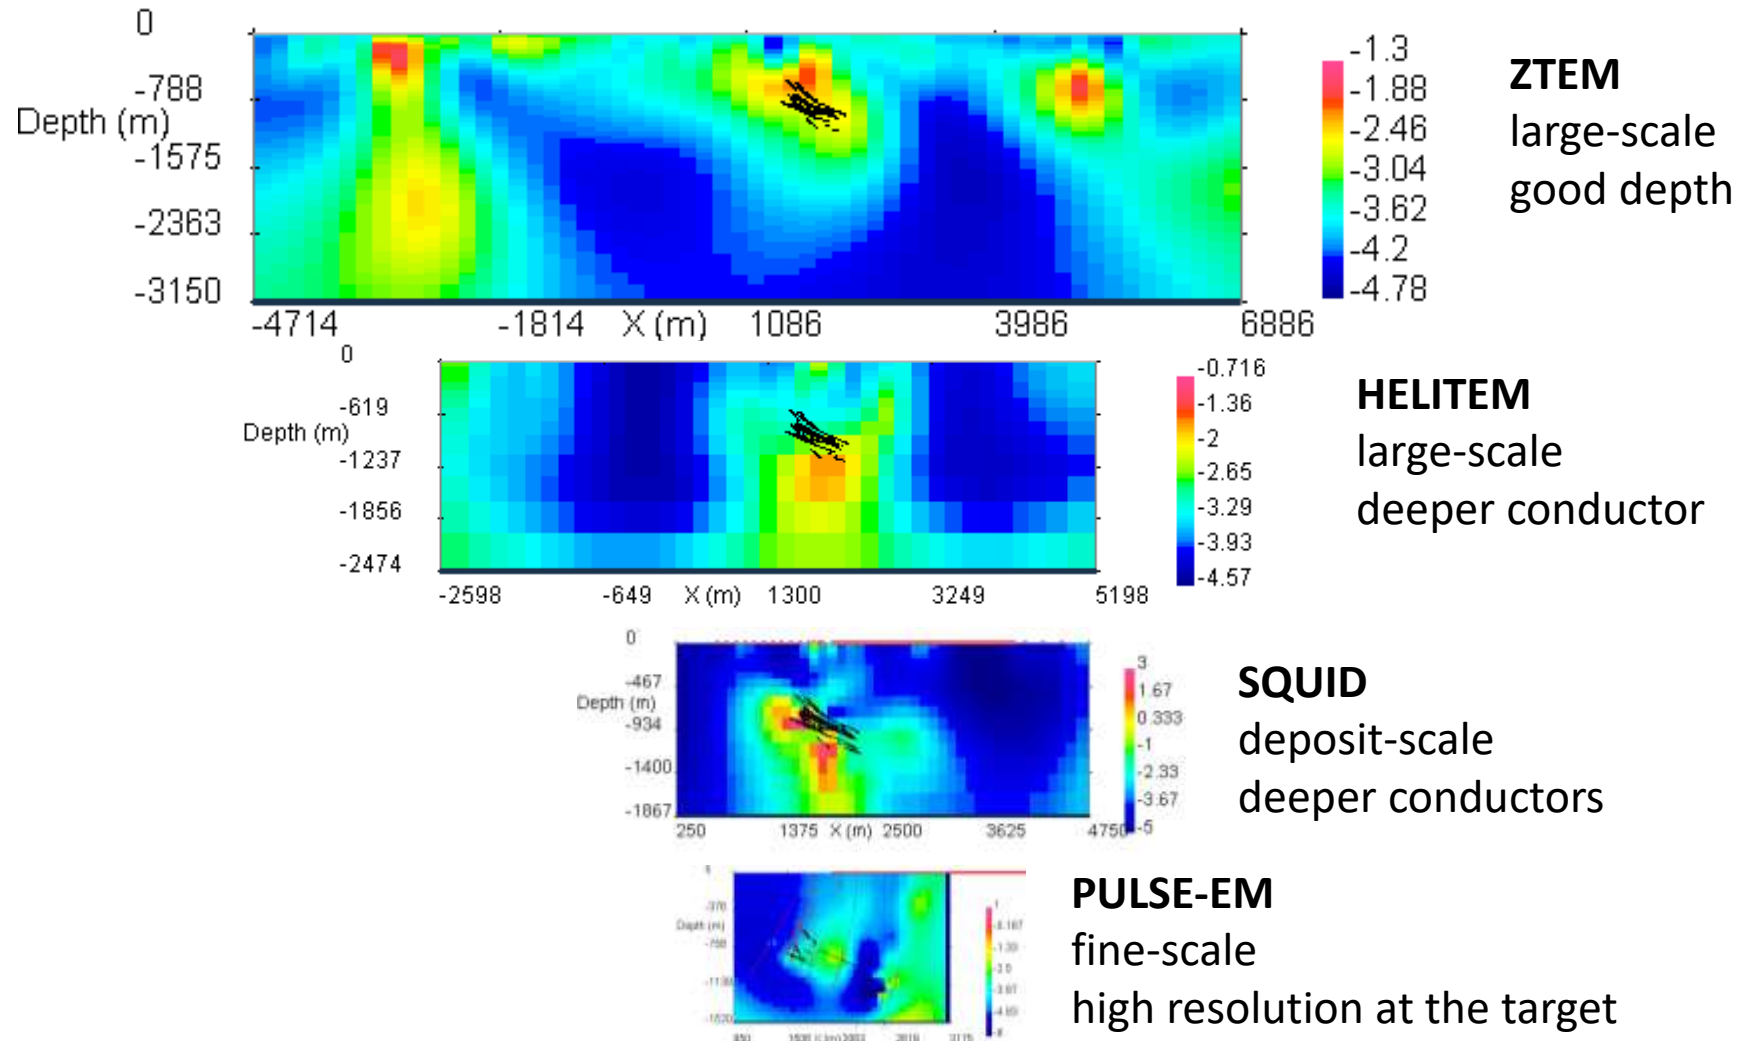 0
-788
Depth (m)
-1575
-2363
-3150
-4714 -1814 X (m) 1086 3986 6886
-1.3
-1.88
-2.46
-3.04
-3.62
-4.2
-4.78
ZTEM
large-scale
good depth
0
-619
Depth (m)
-1237
-1856
-2474
-2598 -649 X (m) 1300 3249 5198
-0.716
-1.36
-2
-2.65
-3.29
-3.93
-4.57
HELITEM
large-scale
deeper conductor
0
-467
Depth (m)
-934
-1400
-1867
250 1375 X (m) 2500 3625 4750
3
1.67
0.333
-1
-2.33
-3.67
-5
SQUID
deposit-scale
deeper conductors
Depth (m)
X (m)
PULSE-EM
fine-scale
high resolution at the target